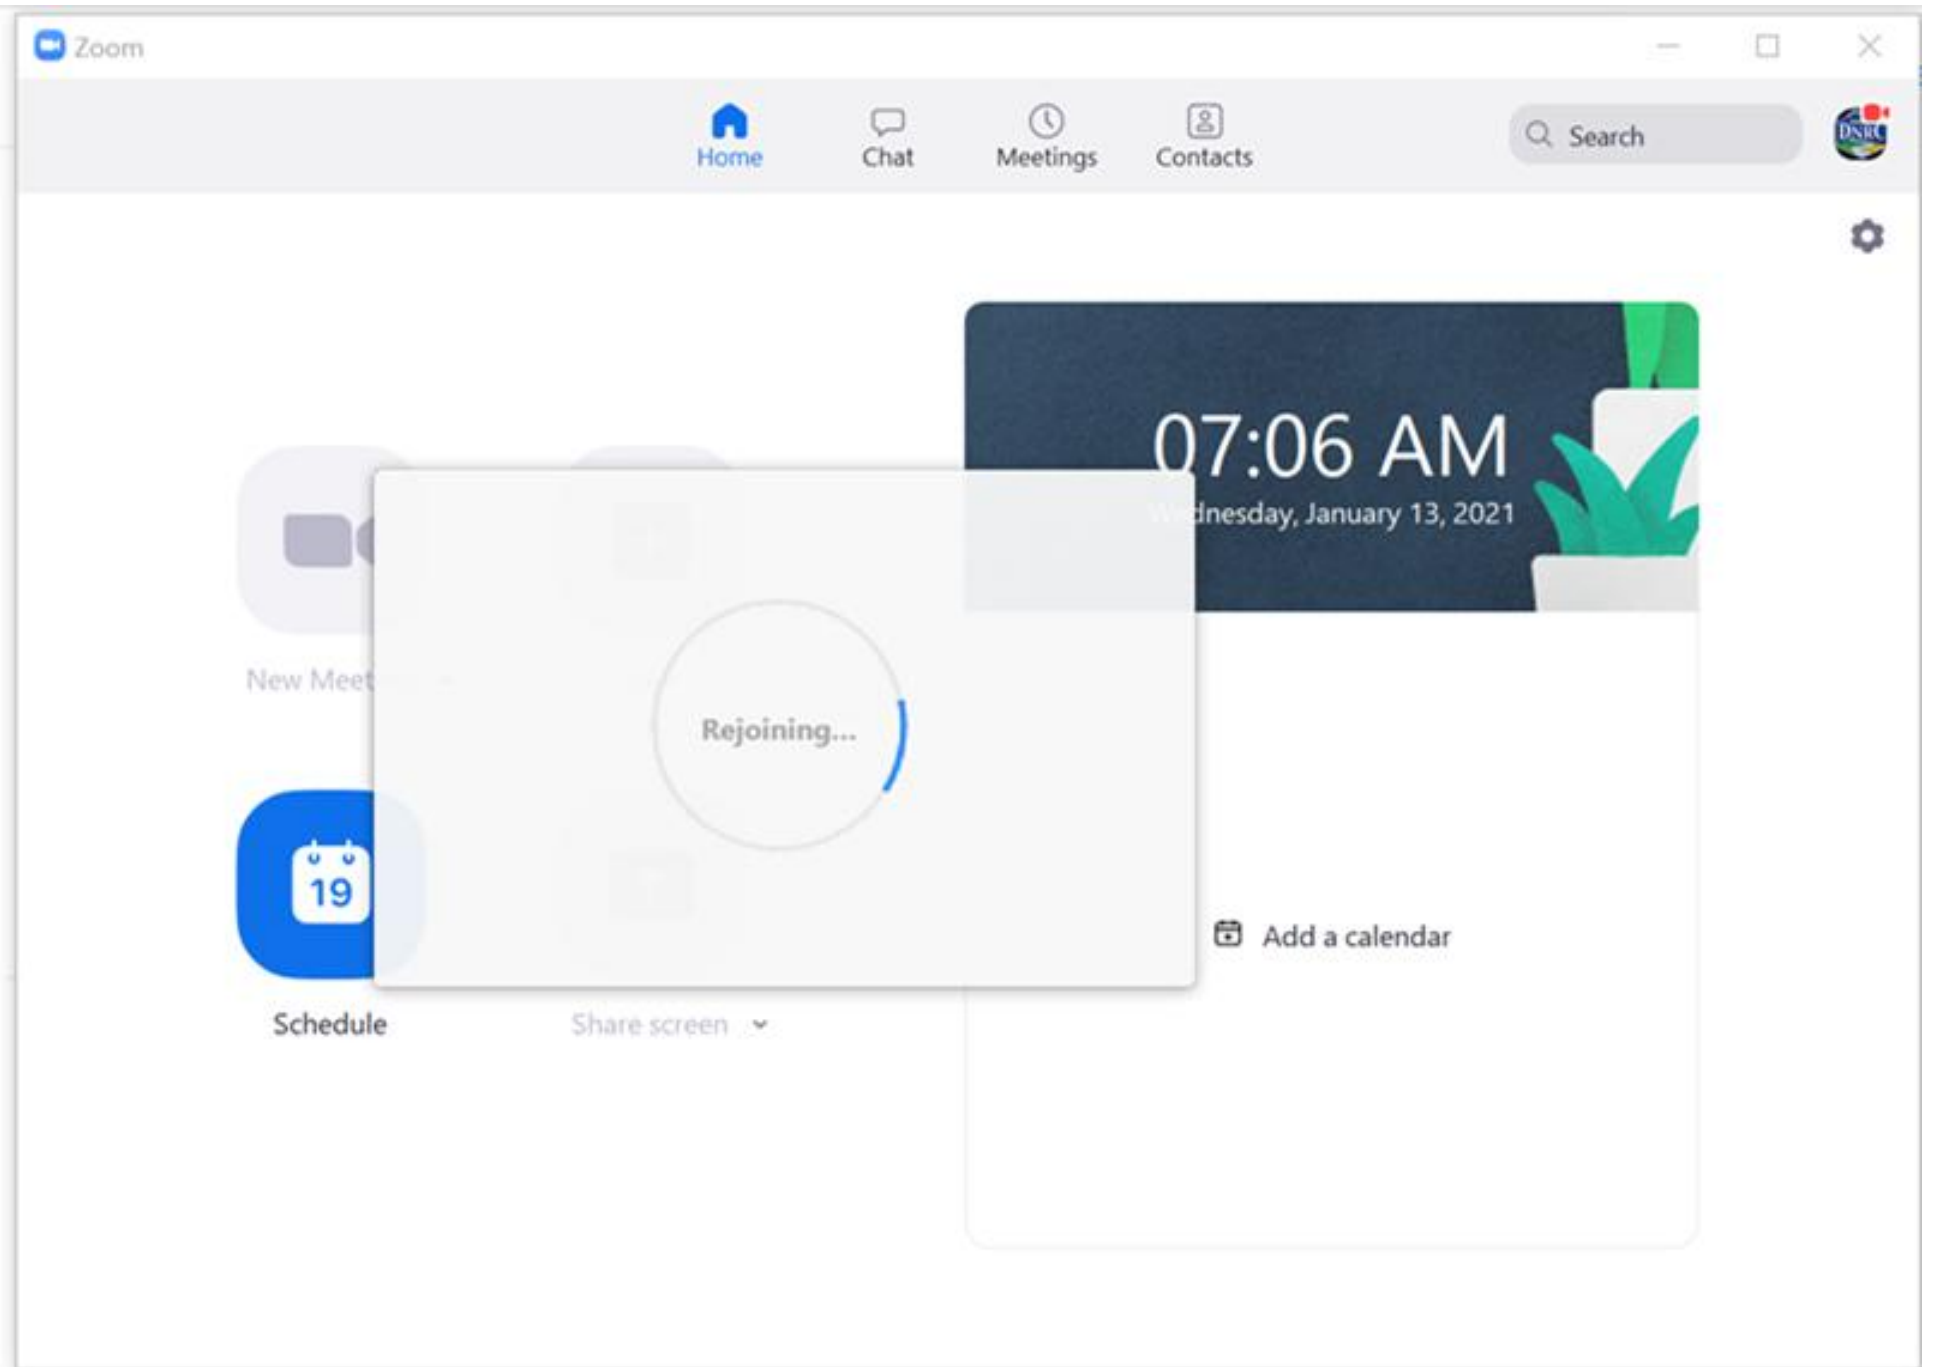 Zoom
Home
Chat
Meetings
Contacts
Search
DNRC
07:06 AM
dnesday, January 13, 2021
New Meet
Rejoining...
19
Schedule
Share screen
Add a calendar